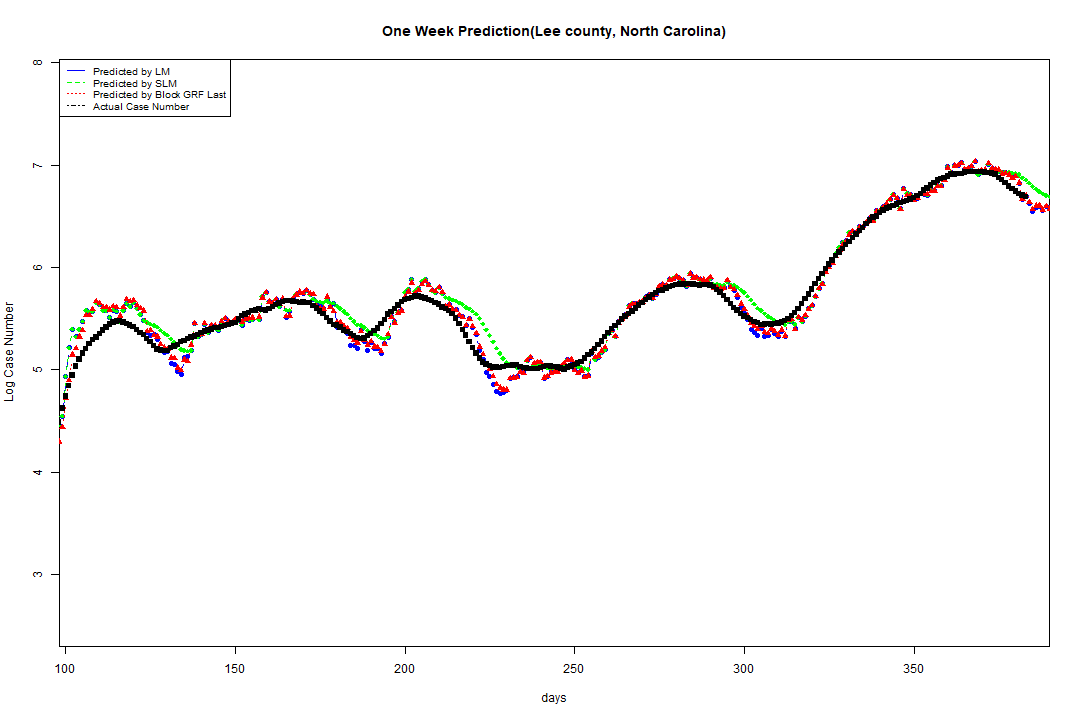 One Week Prediction(Lee county, North Carolina)
Predicted by LM
Predicted by SLM
Predicted by Block GRF Last
Actual Case Number
8
7
6
5
4
3
Log Case Number
100 150 200 250 300 350
days